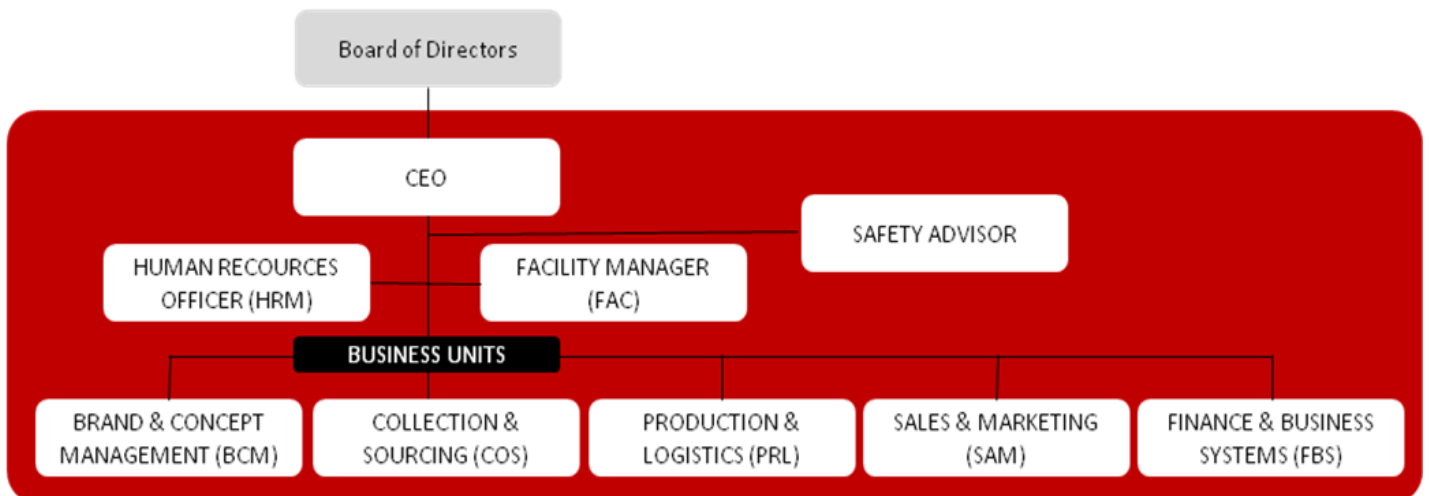 Board of Directors
CEO
SAFETY ADVISOR
HUMAN RECOURCES
OFFICER (HRM)
FACILITY MANAGER
(FAC)
BUSINESS UNITS
BRAND & CONCEPT
MANAGEMENT (BCM)
COLLECTION &
SOURCING (COS)
PRODUCTION &
LOGISTICS (PRL)
SALES & MARKETING
(SAM)
FINANCE & BUSINESS
SYSTEMS (FBS)